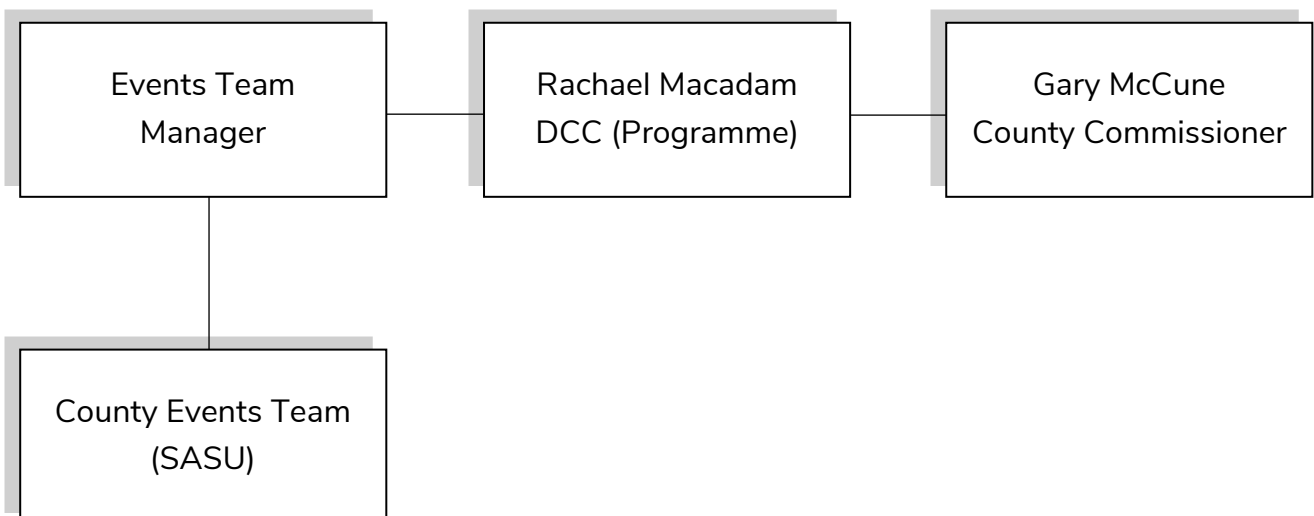 Events Team
Manager
Rachael Macadam
DCC (Programme)
Gary McCune
County Commissioner
County Events Team
(SASU)